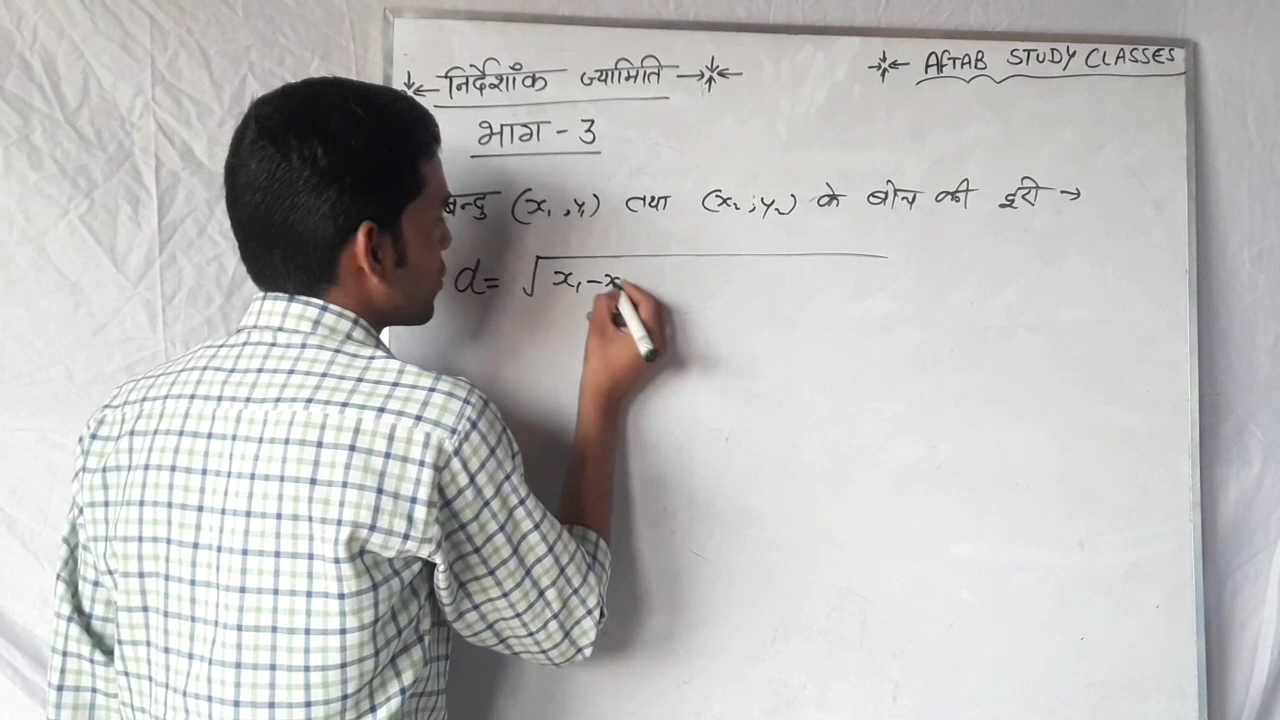 निर्देशांक ज्यामिति
AFTAB STUDY CLASSES
भाग - 3
(x₁, y₁) तथा (x₂, y₂) के बीच की दूरी →
d = √x₁ - x